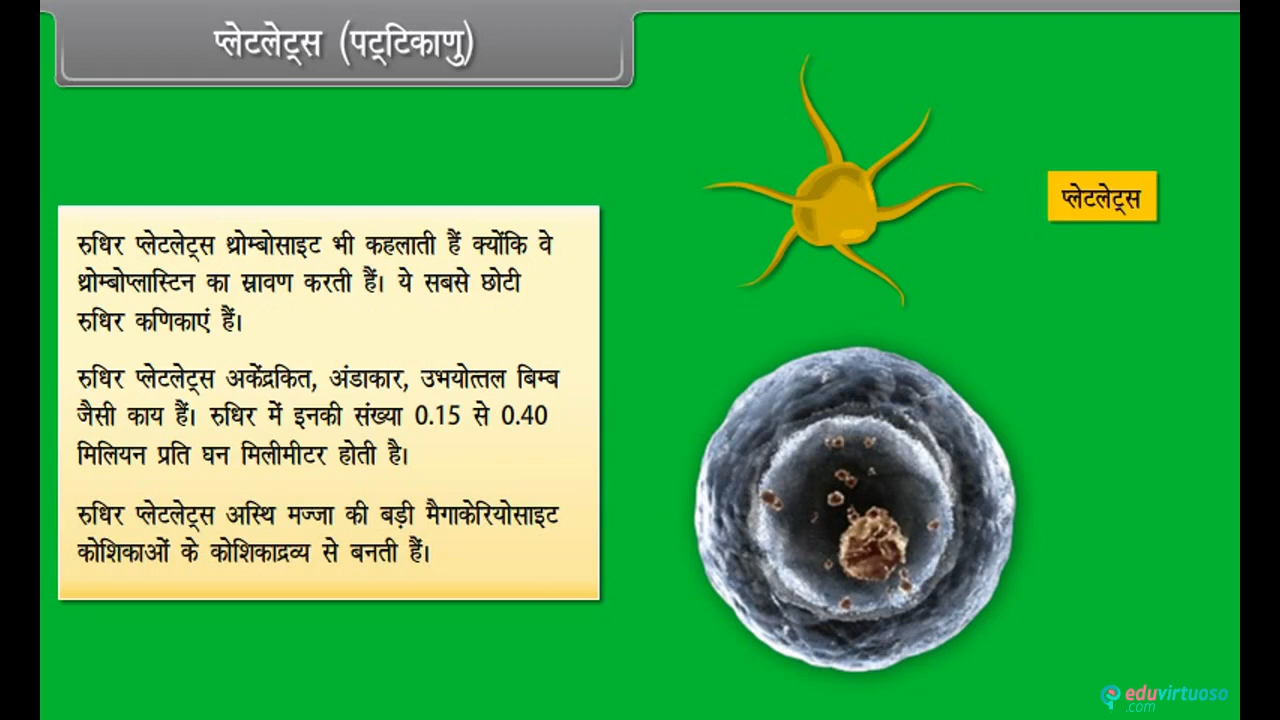 प्लेटलेट्स (पट्टिकाणु)
प्लेटलेट्स
रुधिर प्लेटलेट्स थ्रोम्बोसाइट भी कहलाती हैं क्योंकि वे
थ्रोम्बोप्लास्टिन का स्रावण करती हैं। ये सबसे छोटी
रुधिर कणिकाएं हैं।
रुधिर प्लेटलेट्स अकेंद्रकित, अंडाकार, उभयोत्तल बिम्ब
जैसी काय हैं। रुधिर में इनकी संख्या 0.15 से 0.40
मिलियन प्रति घन मिलीमीटर होती है।
रुधिर प्लेटलेट्स अस्थि मज्जा की बड़ी मैगाकेरियोसाइट
कोशिकाओं के कोशिकाद्रव्य से बनती हैं।
eduvirtuoso
.com